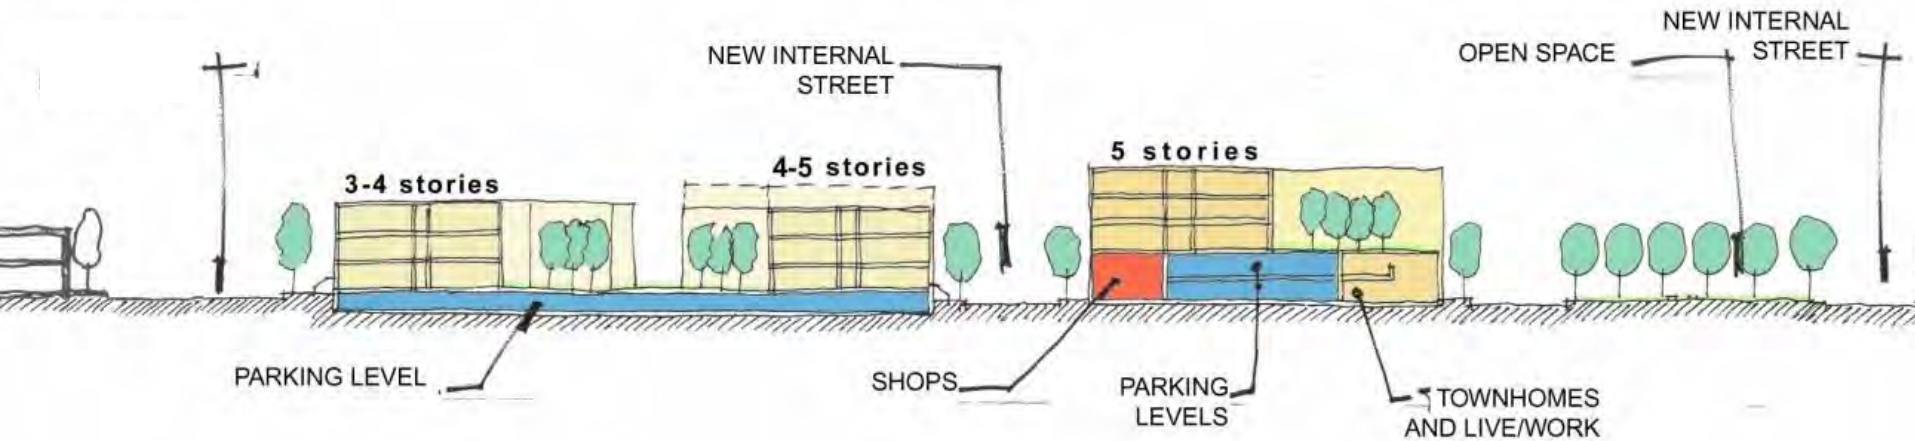 NEW INTERNAL
STREET
OPEN SPACE
NEW INTERNAL
STREET
3-4 stories
4-5 stories
5 stories
PARKING LEVEL
SHOPS
PARKING
LEVELS
TOWNHOMES
AND LIVE/WORK